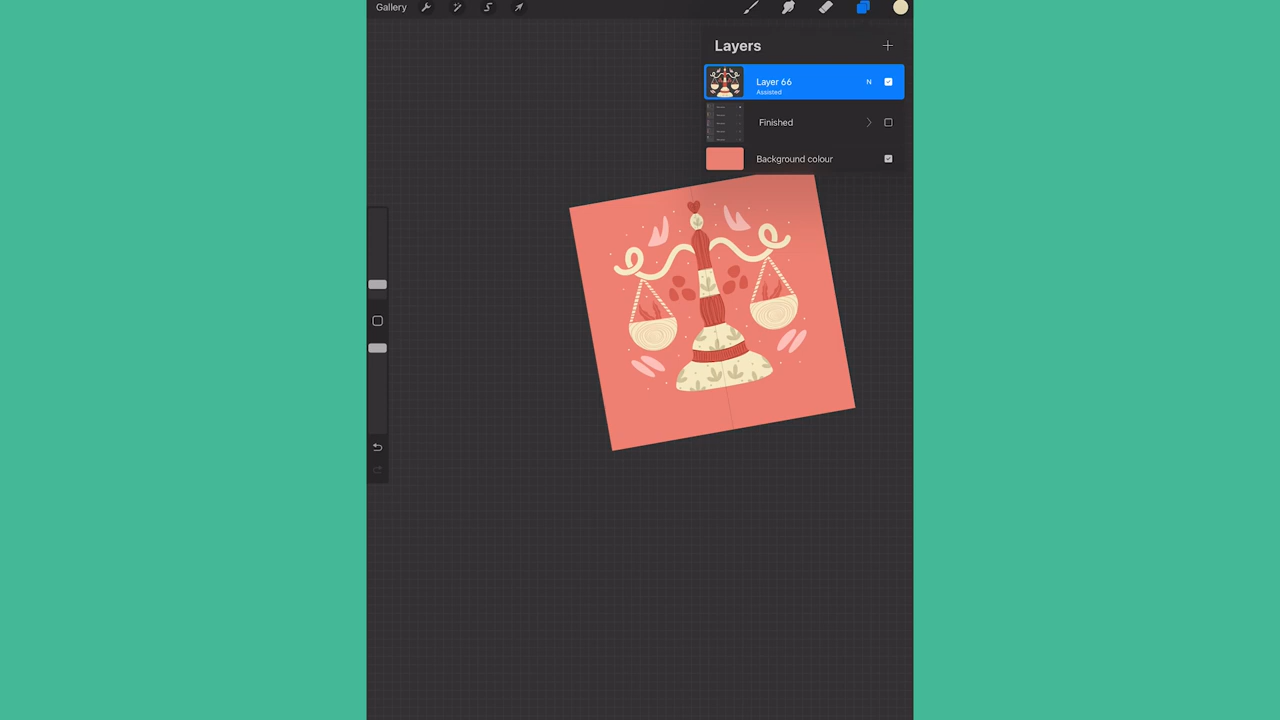 Gallery
Layers
Layer 66
N
Assisted
Finished
Background colour